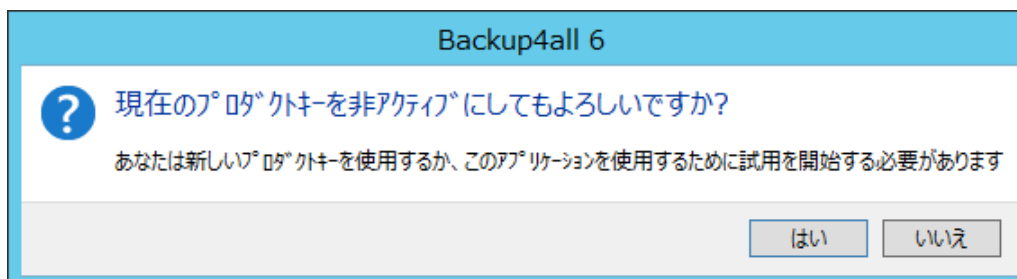 Backup4all 6
現在のﾌﾟﾛﾀﾞｸﾄｷｰを非ｱｸﾃｨﾌﾞにしてもよろしいですか?
あなたは新しいﾌﾟﾛﾀﾞｸﾄｷｰを使用するか、このｱﾌﾟﾘｹｰｼｮﾝを使用するために試用を開始する必要があります
はい いいえ